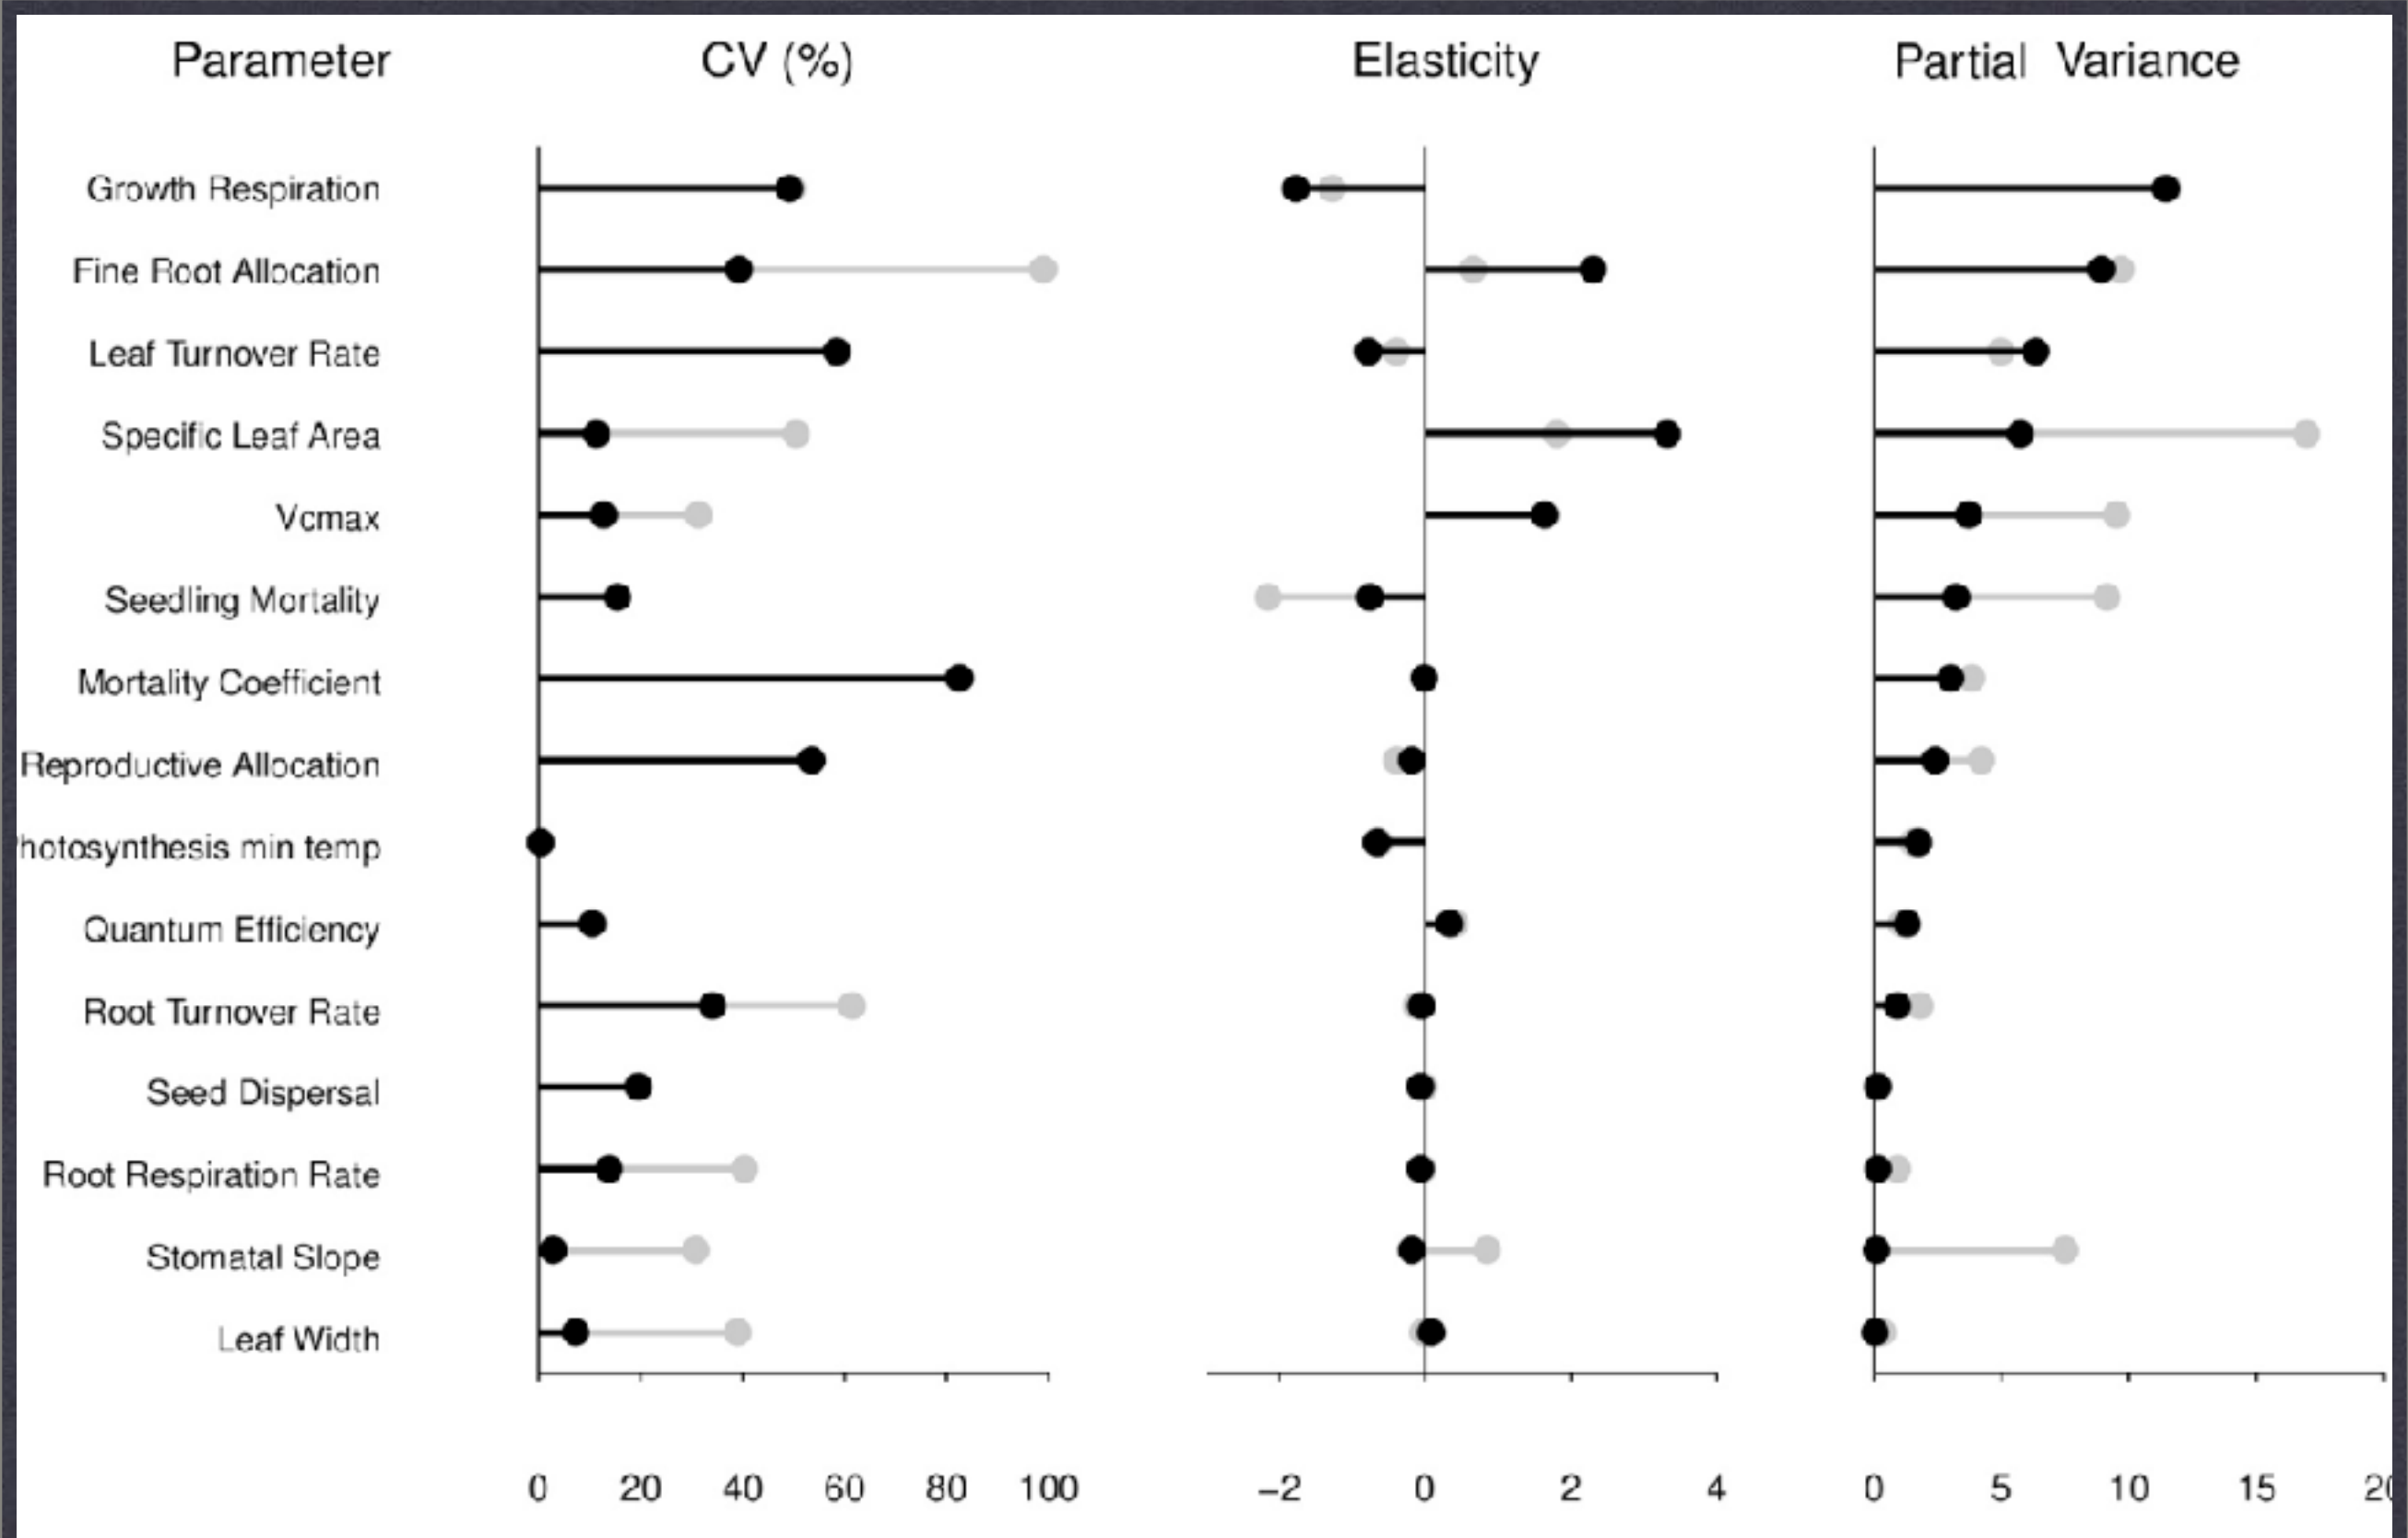 Parameter CV (%) Elasticity Partial Variance
Growth Respiration
Fine Root Allocation
Leaf Turnover Rate
Specific Leaf Area
Vcmax
Seedling Mortality
Mortality Coefficient
Reproductive Allocation
hotosynthesis min temp
Quantum Efficiency
Root Turnover Rate
Seed Dispersal
Root Respiration Rate
Stomatal Slope
Leaf Width
0 20 40 60 80 100 −2 0 2 4 0 5 10 15 20